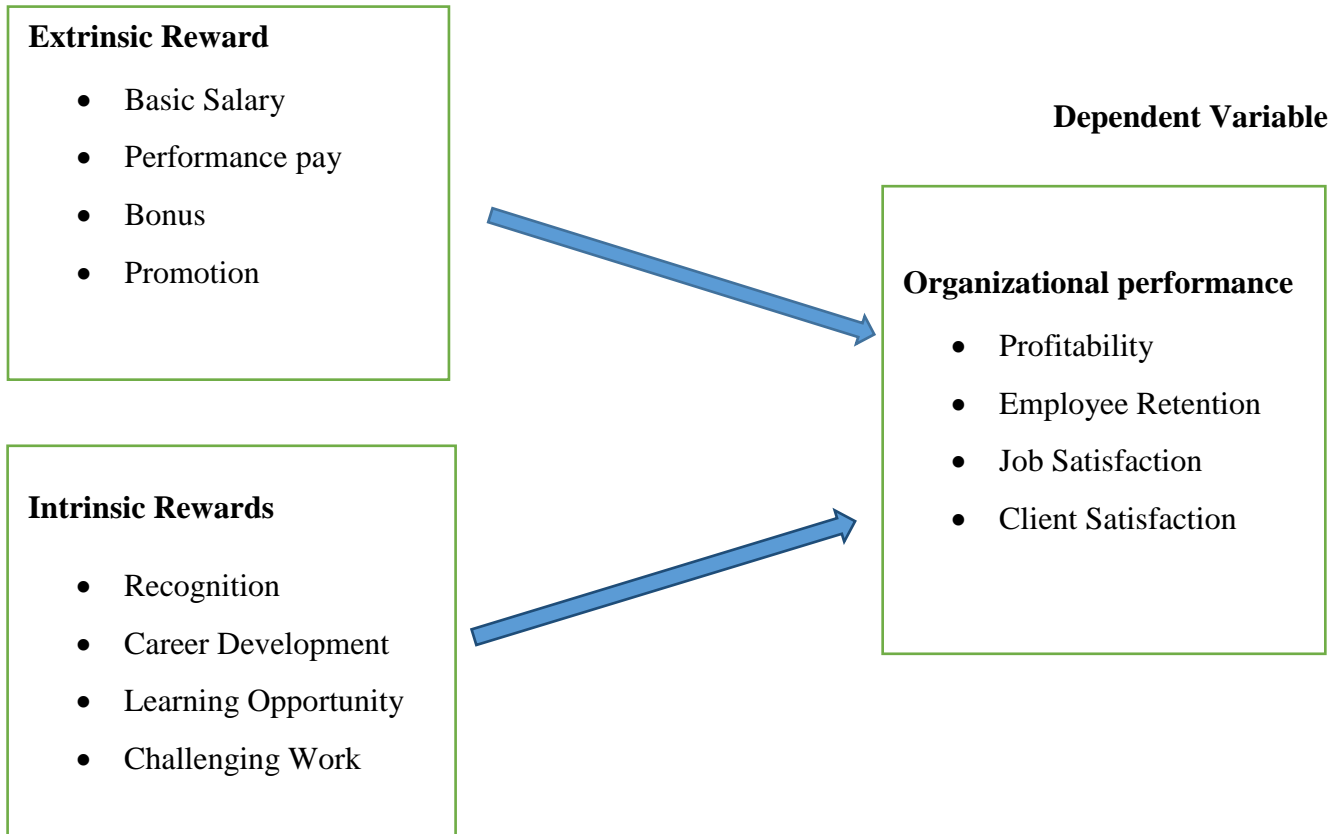 Extrinsic Reward
• Basic Salary
• Performance pay
• Bonus
• Promotion
Dependent Variable
Organizational performance
• Profitability
• Employee Retention
• Job Satisfaction
• Client Satisfaction
Intrinsic Rewards
• Recognition
• Career Development
• Learning Opportunity
• Challenging Work